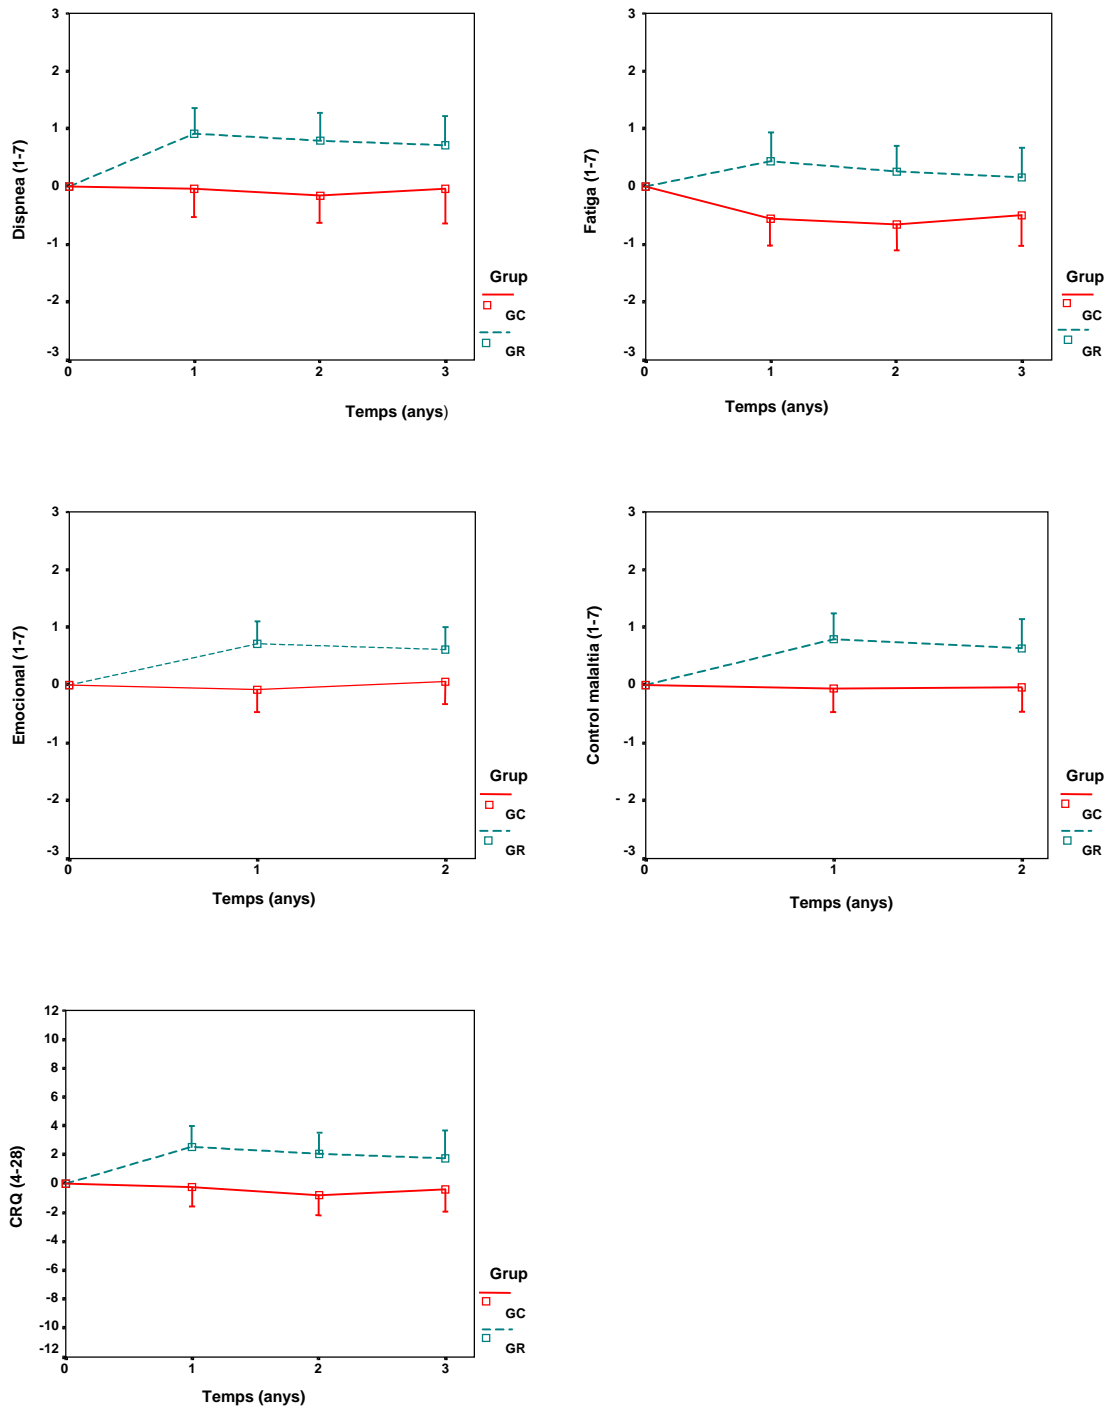 3
2
1
0
-1
-2
-3
Dispnea (1-7)
0
1
2
3
Temps (anys)
Grup
GC
GR
3
2
1
0
-1
-2
-3
Fatiga (1-7)
0
1
2
3
Temps (anys)
Grup
GC
GR
3
2
1
0
-1
-2
-3
Emocional (1-7)
0
1
2
Temps (anys)
Grup
GC
GR
3
2
1
0
-1
- 2
-3
Control malaltia (1-7)
0
1
2
Temps (anys)
Grup
GC
GR
12
10
8
6
4
2
0
-2
-4
-6
-8
-10
-12
CRQ (4-28)
0
1
2
3
Temps (anys)
Grup
GC
GR